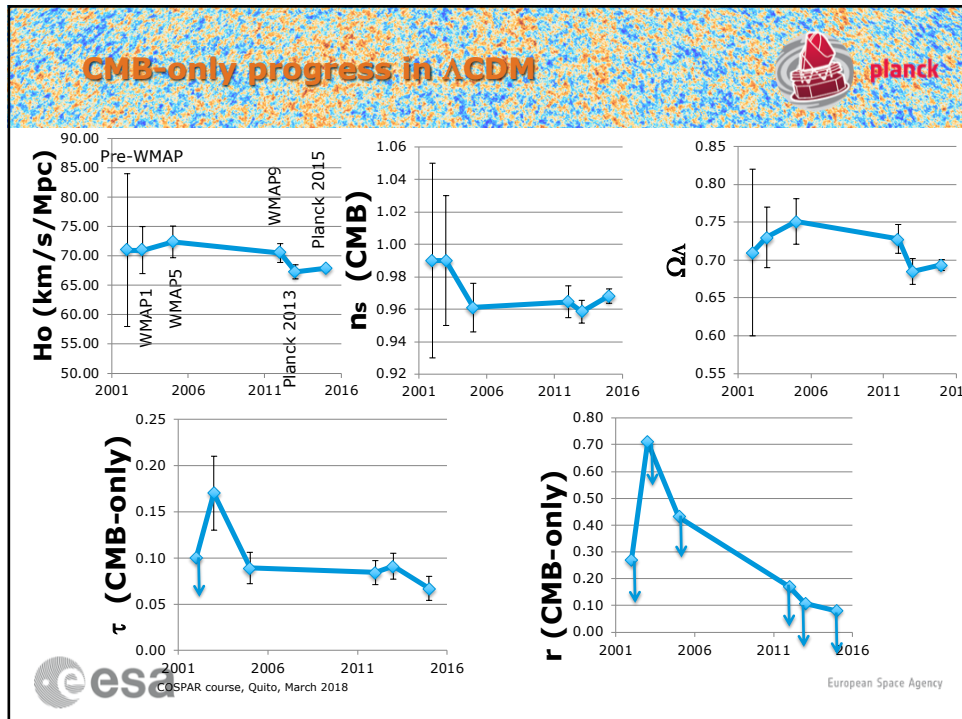 CMB-only progress in ΛCDM
planck
Ho (km/s/Mpc)
90.00
85.00
80.00
75.00
70.00
65.00
60.00
55.00
50.00
2001 2006 2011 2016
Pre-WMAP
WMAP1
WMAP5
WMAP9
Planck 2013
Planck 2015
ns (CMB)
1.06
1.04
1.02
1.00
0.98
0.96
0.94
0.92
2001 2006 2011 2016
ΩΛ
0.85
0.80
0.75
0.70
0.65
0.60
0.55
2001 2006 2011 201
τ (CMB-only)
0.25
0.20
0.15
0.10
0.05
0.00
2001 2006 2011 2016
r (CMB-only)
0.80
0.70
0.60
0.50
0.40
0.30
0.20
0.10
0.00
2001 2006 2011 2016
esa
COSPAR course, Quito, March 2018
European Space Agency